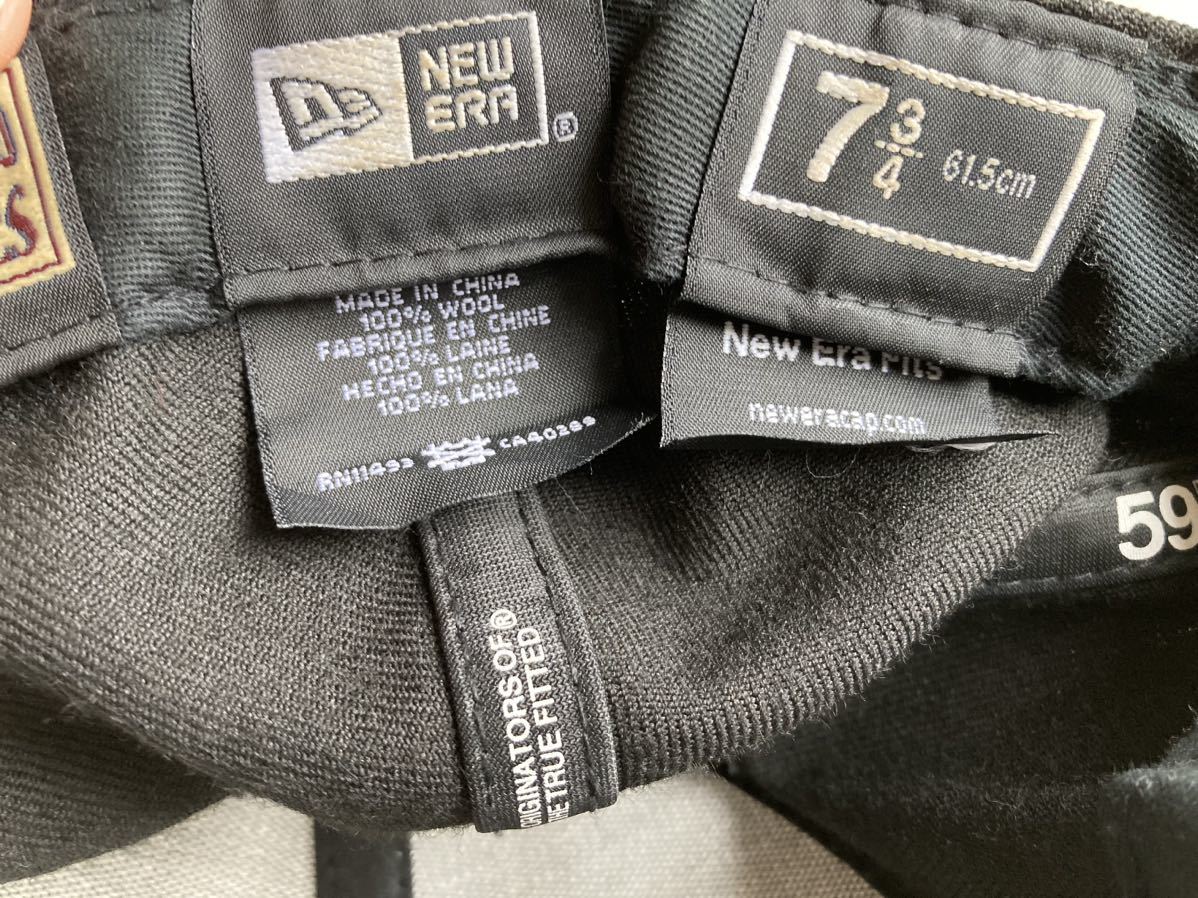 NEW
ERA
®
MADE IN CHINA
100% WOOL
FABRIQUE EN CHINE
100% LAINE
HECHO EN CHINA
100% LANA
RN11493 CA40269
7 3/4 61.5cm
New Era Fits
neweracap.com
59
ORIGINATORS OF®
THE TRUE FITTED